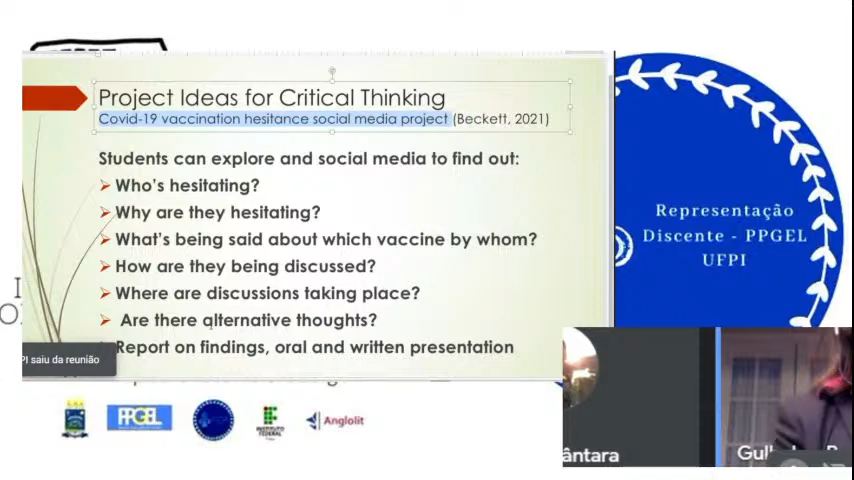 Project Ideas for Critical Thinking
Covid-19 vaccination hesitance social media project (Beckett, 2021)
Students can explore and social media to find out:
Who's hesitating?
Why are they hesitating?
What's being said about which vaccine by whom?
How are they being discussed?
Where are discussions taking place?
Are there alternative thoughts?
Report on findings, oral and written presentation
PI saiu da reunião
Representação
Discente - PPGEL
UFPI
PPGEL
INSTITUTO
FEDERAL
Anglolit
ântara